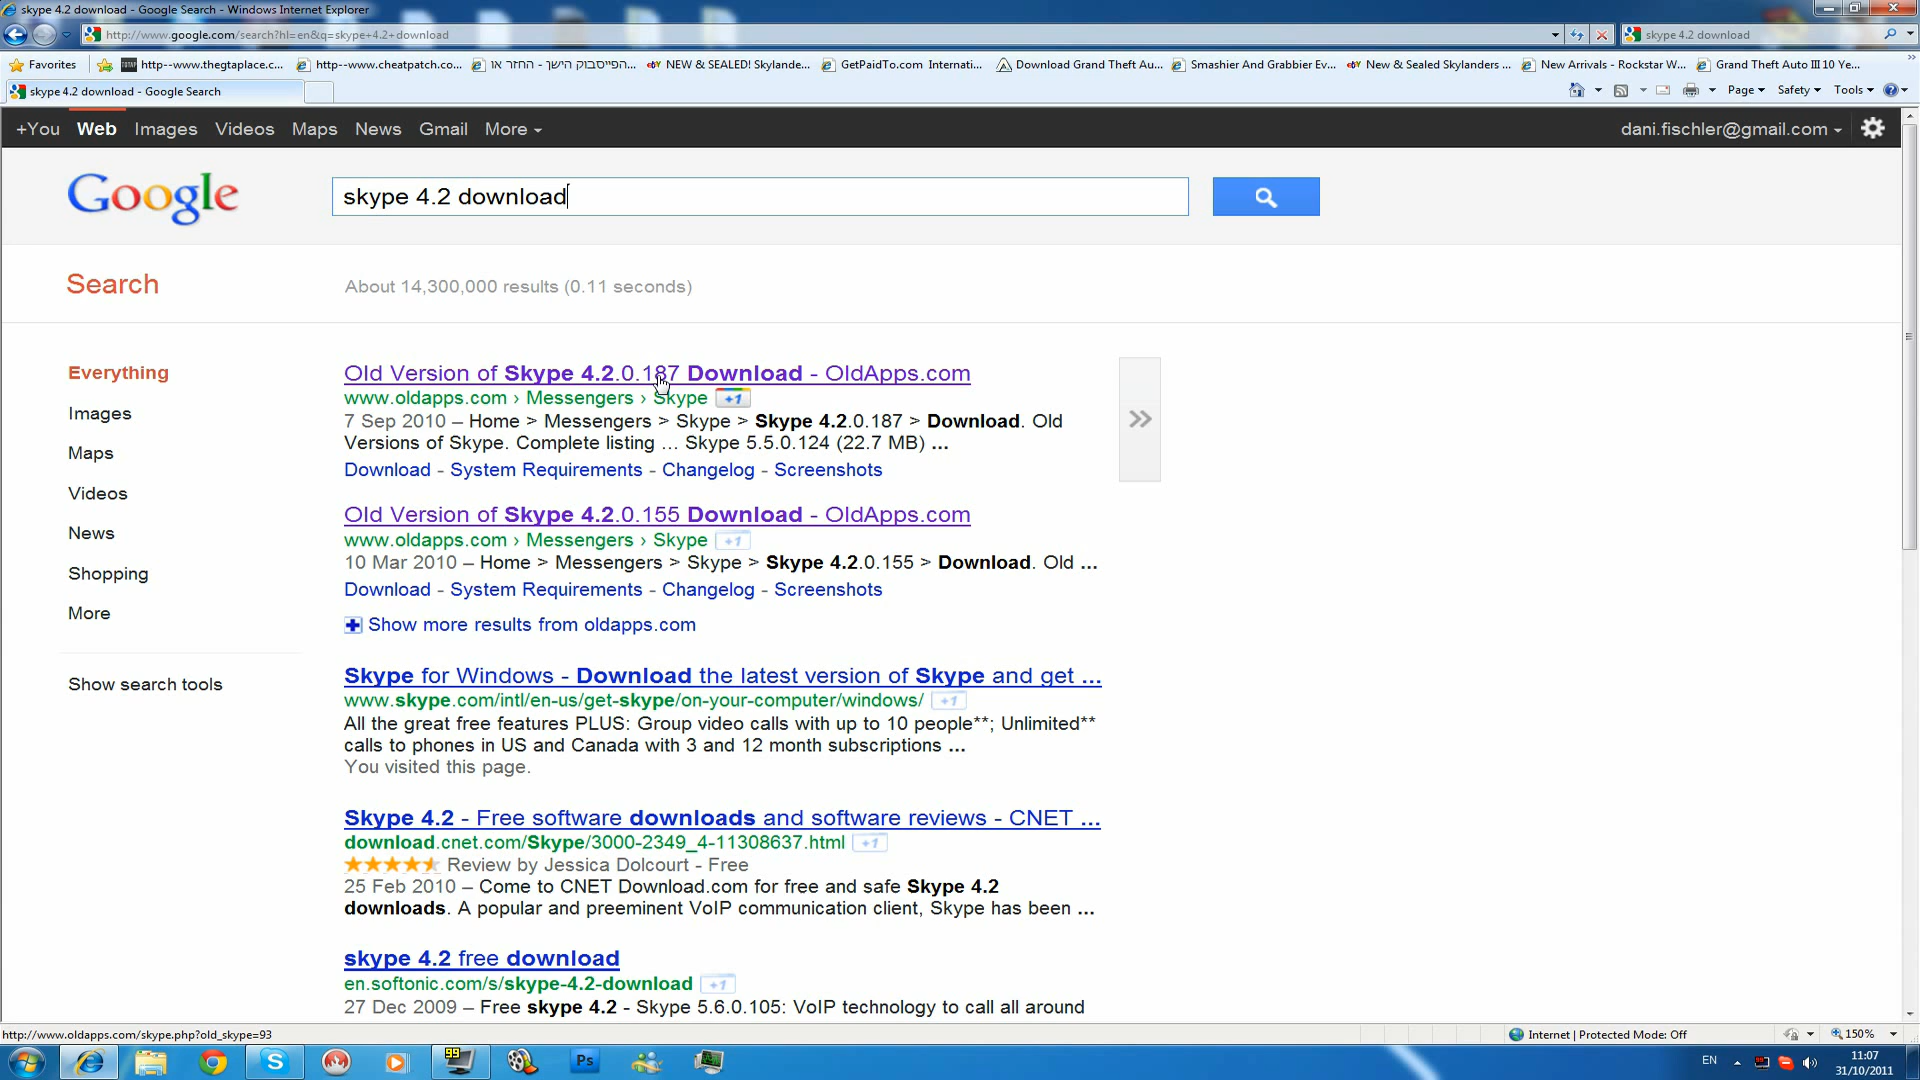 skype 4.2 download - Google Search - Windows Internet Explorer
http://www.google.com/search?hl=en&q=skype+4.2+download
skype 4.2 download
Favorites
http--www.thegtaplace.c...
http--www.cheatpatch.co...
הפייסבוק הישך - החזר או...
NEW & SEALED! Skylande...
GetPaidTo.com Internati...
Download Grand Theft Au...
Smashier And Grabbier Ev...
New & Sealed Skylanders ...
New Arrivals - Rockstar W...
Grand Theft Auto III 10 Ye...
skype 4.2 download - Google Search
Page Safety Tools
+You Web Images Videos Maps News Gmail More
dani.fischler@gmail.com
Google
skype 4.2 download
Search
About 14,300,000 results (0.11 seconds)
Everything
Images
Maps
Videos
News
Shopping
More
Show search tools
Old Version of Skype 4.2.0.187 Download - OldApps.com
www.oldapps.com › Messengers › Skype +1
7 Sep 2010 – Home > Messengers > Skype > Skype 4.2.0.187 > Download. Old
Versions of Skype. Complete listing ... Skype 5.5.0.124 (22.7 MB) ...
Download - System Requirements - Changelog - Screenshots
Old Version of Skype 4.2.0.155 Download - OldApps.com
www.oldapps.com › Messengers › Skype +1
10 Mar 2010 – Home > Messengers > Skype > Skype 4.2.0.155 > Download. Old ...
Download - System Requirements - Changelog - Screenshots
Show more results from oldapps.com
Skype for Windows - Download the latest version of Skype and get ...
www.skype.com/intl/en-us/get-skype/on-your-computer/windows/ +1
All the great free features PLUS: Group video calls with up to 10 people**; Unlimited**
calls to phones in US and Canada with 3 and 12 month subscriptions ...
You visited this page.
Skype 4.2 - Free software downloads and software reviews - CNET ...
download.cnet.com/Skype/3000-2349_4-11308637.html +1
Review by Jessica Dolcourt - Free
25 Feb 2010 – Come to CNET Download.com for free and safe Skype 4.2
downloads. A popular and preeminent VoIP communication client, Skype has been ...
skype 4.2 free download
en.softonic.com/s/skype-4.2-download +1
27 Dec 2009 – Free skype 4.2 - Skype 5.6.0.105: VoIP technology to call all around
http://www.oldapps.com/skype.php?old_skype=93
Internet | Protected Mode: Off
150%
99
Ps
EN
11:07
31/10/2011